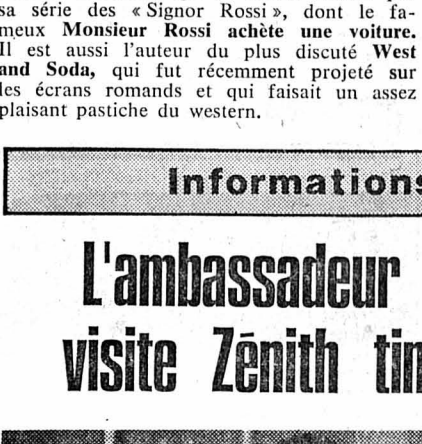 sa série des « Signor Rossi », dont le fa-
meux Monsieur Rossi achète une voiture.
Il est aussi l'auteur du plus discuté West
and Soda, qui fut récemment projeté sur
les écrans romands et qui faisait un assez
plaisant pastiche du western.
Informations
L'ambassadeur
visite Zénith